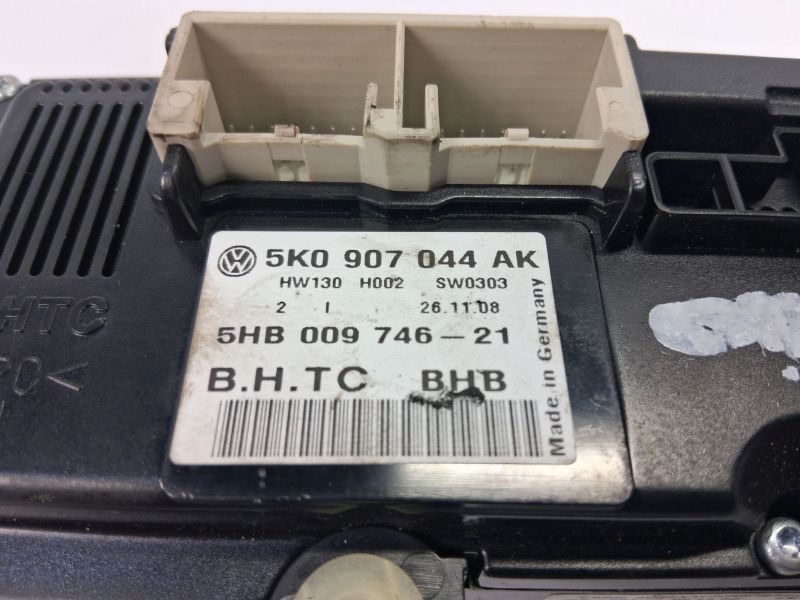 5K0 907 044 AK
HW130 H002 SW0303
2 I 26.11.08
5HB 009 746-21
B.H.TC BHB
Made in Germany
HTC